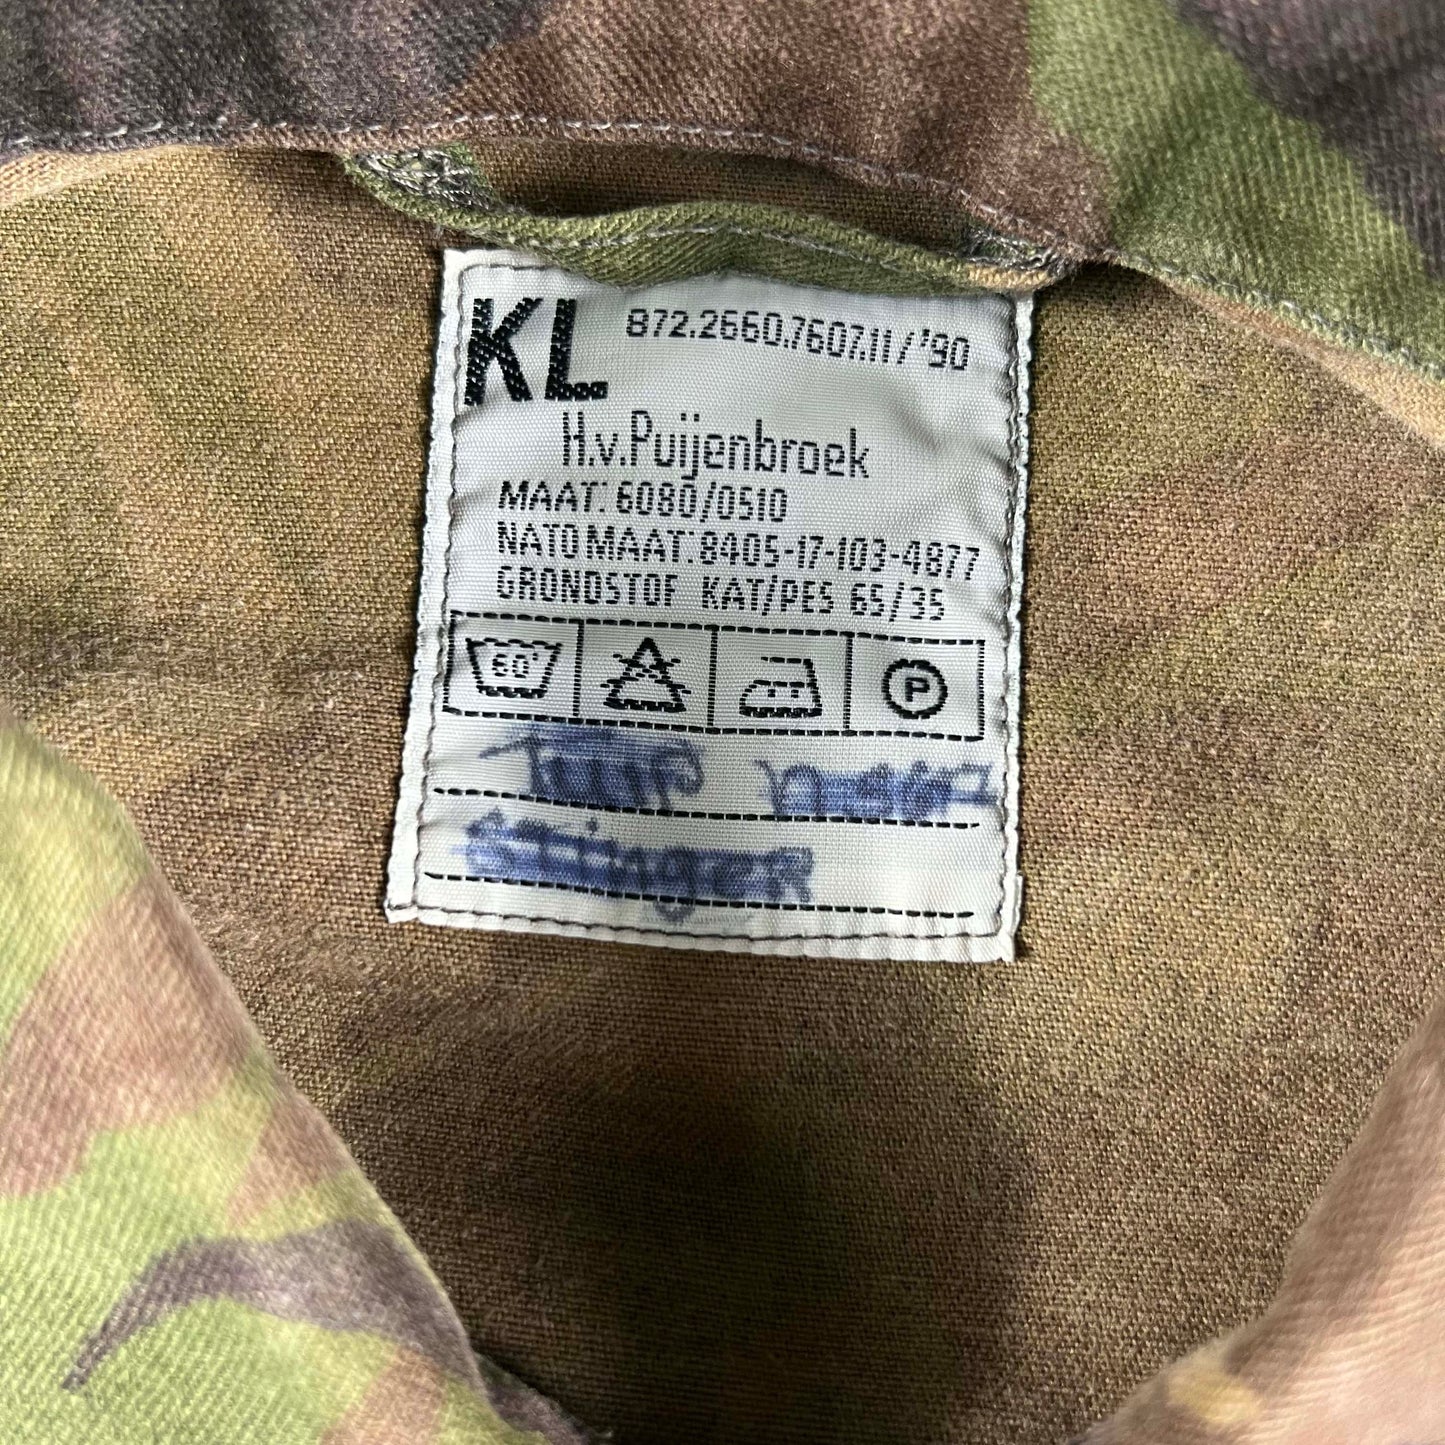 KL 872.2660.7607.11/'90
H.v.Puijenbroek
MAAT: 6080/0510
NATO MAAT: 8405-17-103-4877
GRONDSTOF KAT/PES 65/35
60° P